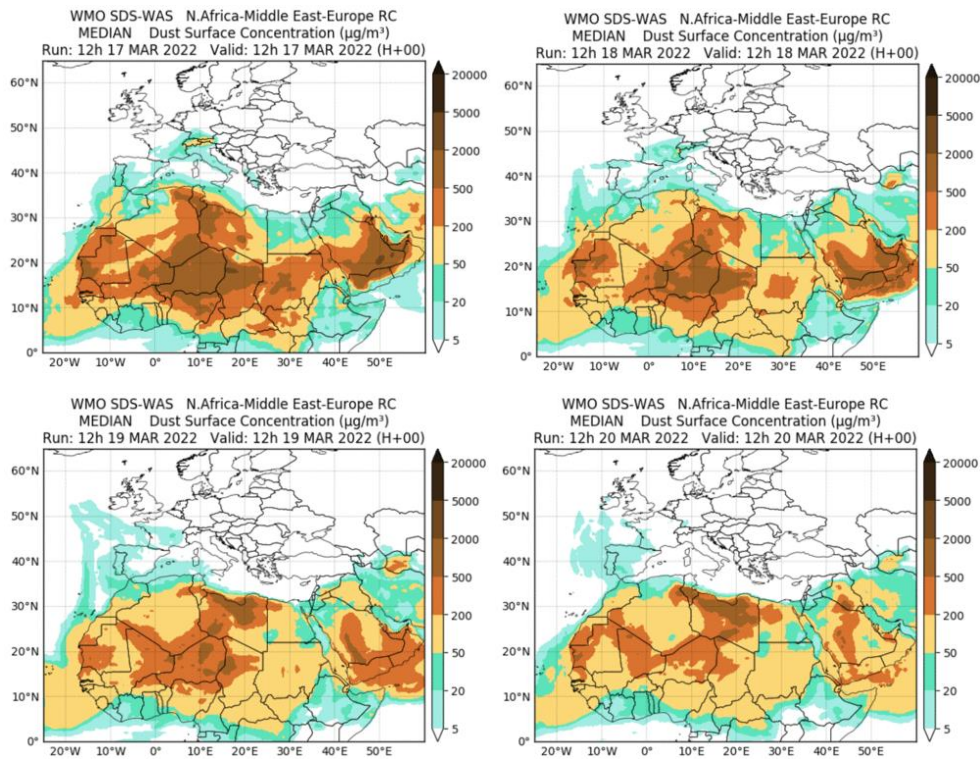 WMO SDS-WAS   N.Africa-Middle East-Europe RC
MEDIAN    Dust Surface Concentration (µg/m³)
Run: 12h 17 MAR 2022   Valid: 12h 17 MAR 2022 (H+00)
60°N
50°N
40°N
30°N
20°N
10°N
0°
20°W 10°W 0° 10°E 20°E 30°E 40°E 50°E
20000
5000
2000
500
200
50
20
5
WMO SDS-WAS   N.Africa-Middle East-Europe RC
MEDIAN    Dust Surface Concentration (µg/m³)
Run: 12h 18 MAR 2022   Valid: 12h 18 MAR 2022 (H+00)
60°N
50°N
40°N
30°N
20°N
10°N
0°
20°W 10°W 0° 10°E 20°E 30°E 40°E 50°E
20000
5000
2000
500
200
50
20
5
WMO SDS-WAS   N.Africa-Middle East-Europe RC
MEDIAN    Dust Surface Concentration (µg/m³)
Run: 12h 19 MAR 2022   Valid: 12h 19 MAR 2022 (H+00)
60°N
50°N
40°N
30°N
20°N
10°N
0°
20°W 10°W 0° 10°E 20°E 30°E 40°E 50°E
20000
5000
2000
500
200
50
20
5
WMO SDS-WAS   N.Africa-Middle East-Europe RC
MEDIAN    Dust Surface Concentration (µg/m³)
Run: 12h 20 MAR 2022   Valid: 12h 20 MAR 2022 (H+00)
60°N
50°N
40°N
30°N
20°N
10°N
0°
20°W 10°W 0° 10°E 20°E 30°E 40°E 50°E
20000
5000
2000
500
200
50
20
5